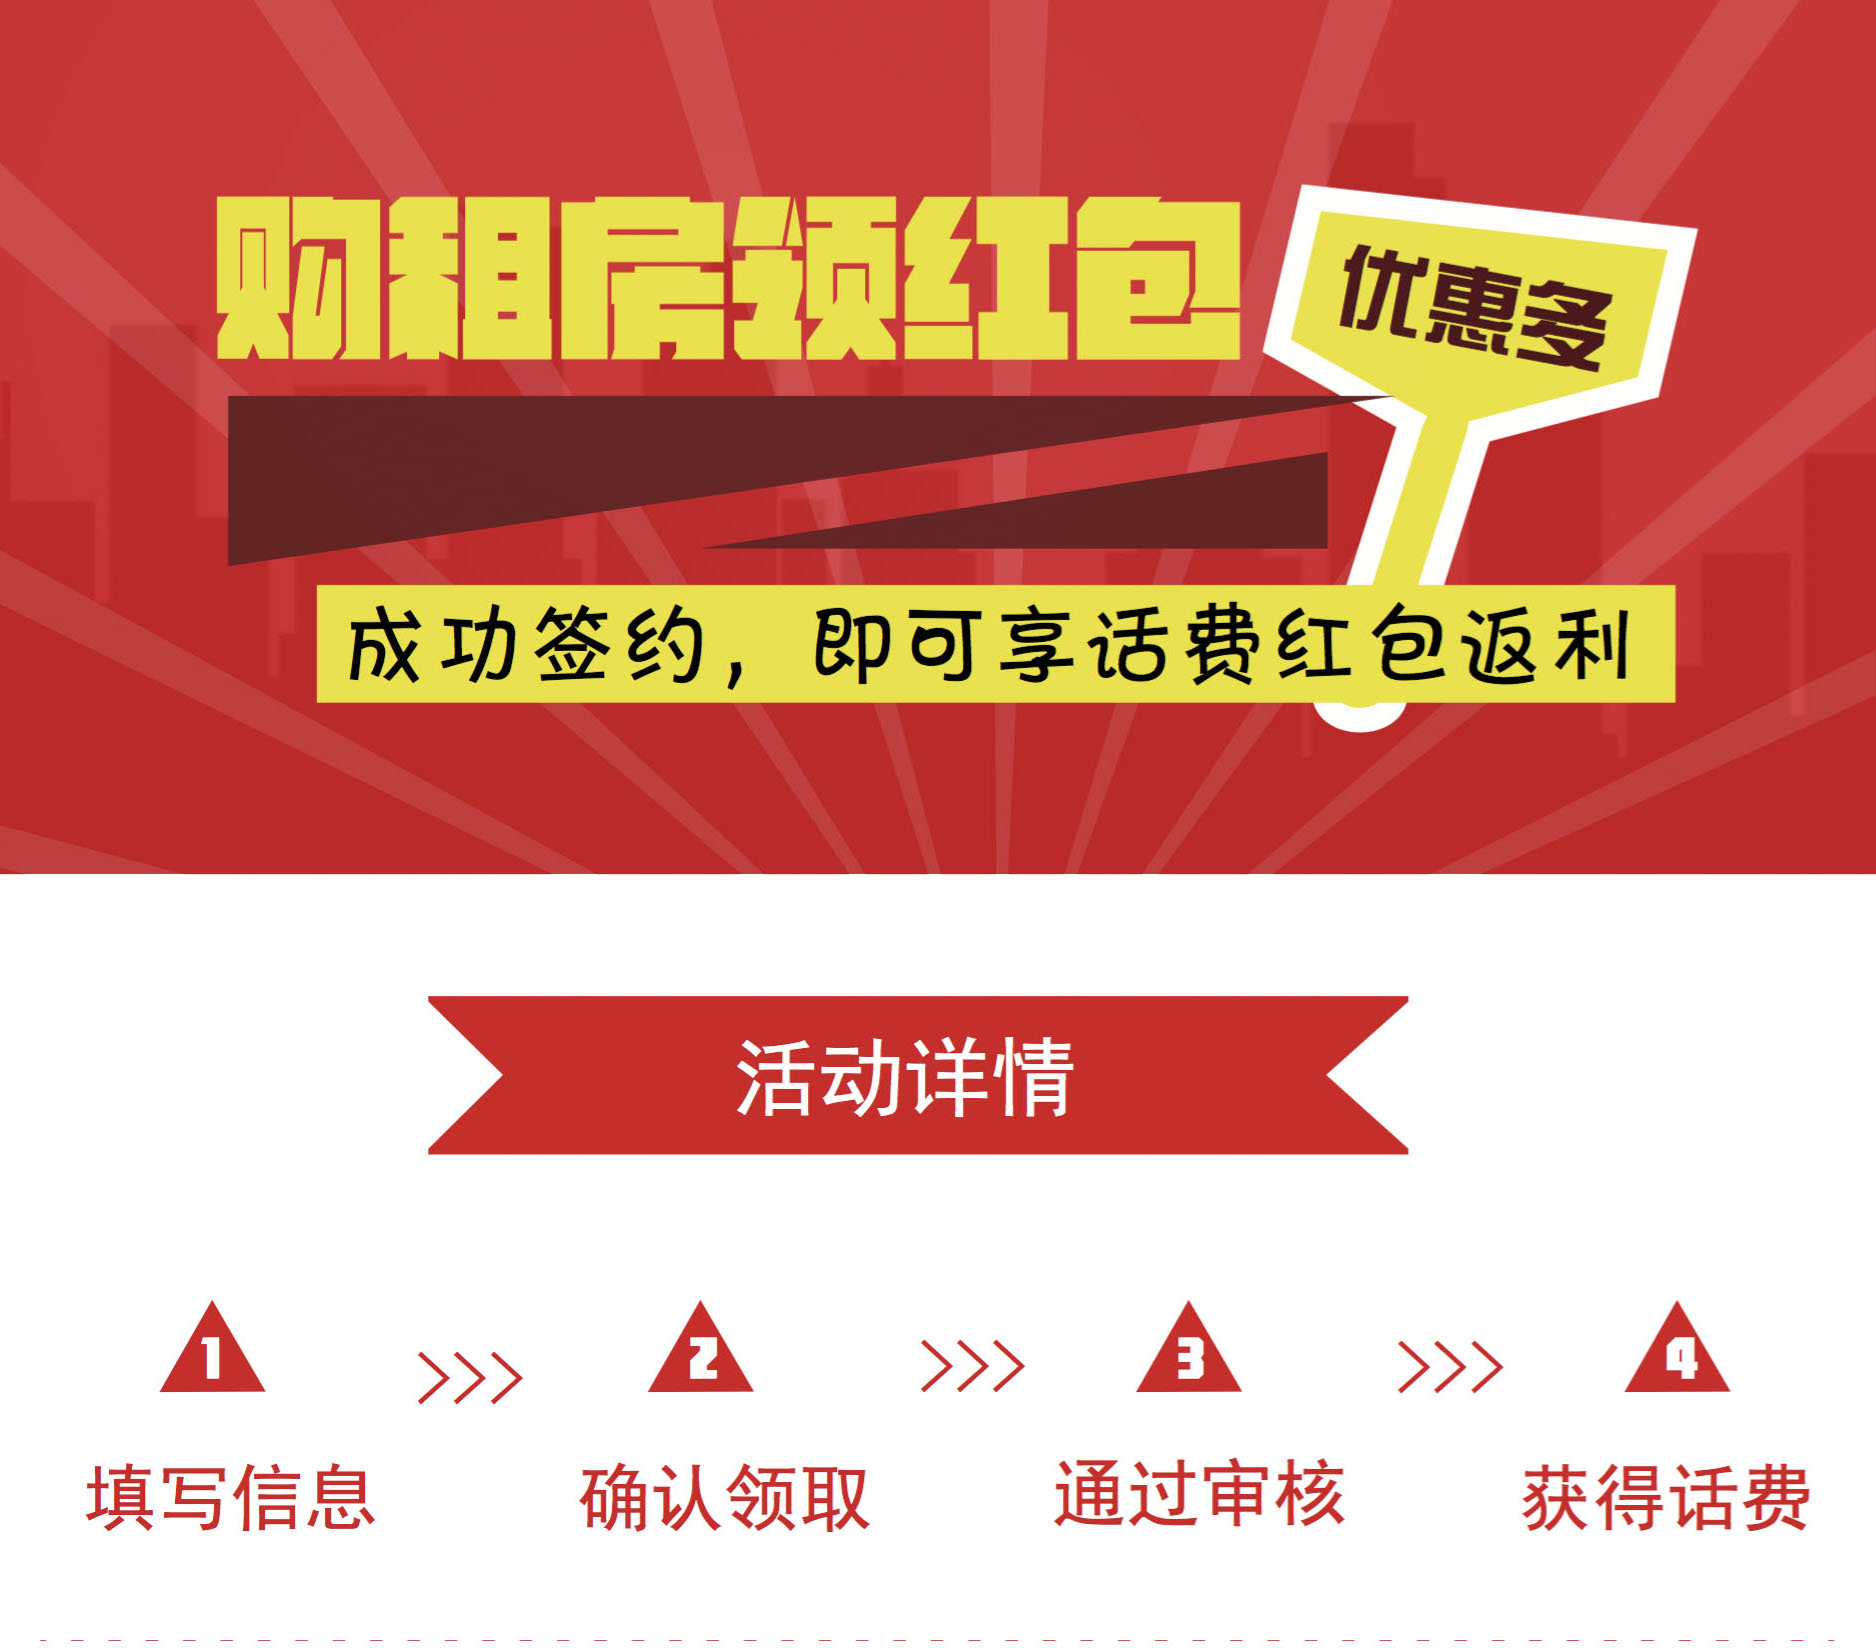 购租房领红包
优惠多
成功签约，即可享话费红包返利
活动详情
1 2 3 4
填写信息 确认领取 通过审核 获得话费